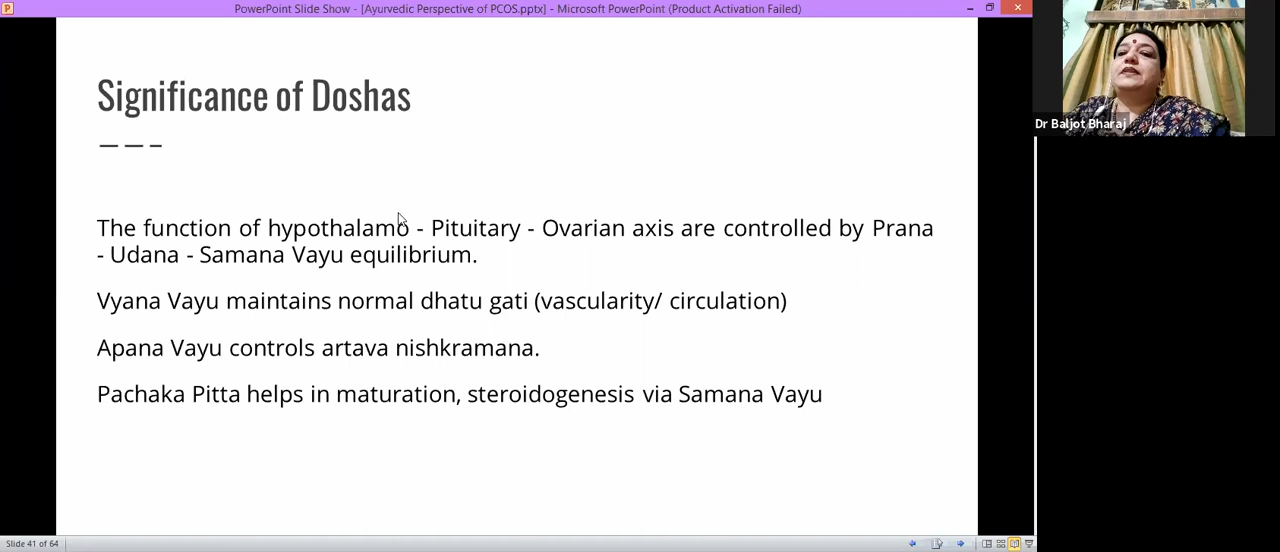 PowerPoint Slide Show - [Ayurvedic Perspective of PCOS.pptx] - Microsoft PowerPoint (Product Activation Failed)
Significance of Doshas
The function of hypothalamo - Pituitary - Ovarian axis are controlled by Prana
- Udana - Samana Vayu equilibrium.
Vyana Vayu maintains normal dhatu gati (vascularity/ circulation)
Apana Vayu controls artava nishkramana.
Pachaka Pitta helps in maturation, steroidogenesis via Samana Vayu
Dr Baljot Bharaj
Slide 41 of 64